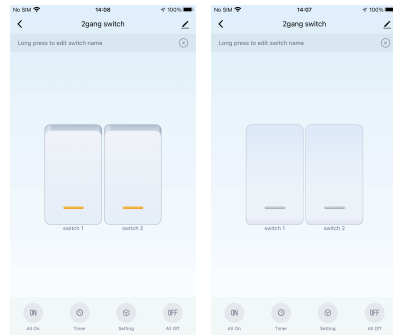 No SIM 14:08 100%
2gang switch
Long press to edit switch name
switch 1 switch 2
ON OFF
All On Timer Setting All Off
No SIM 14:07 100%
2gang switch
Long press to edit switch name
switch 1 switch 2
ON OFF
All On Timer Setting All Off